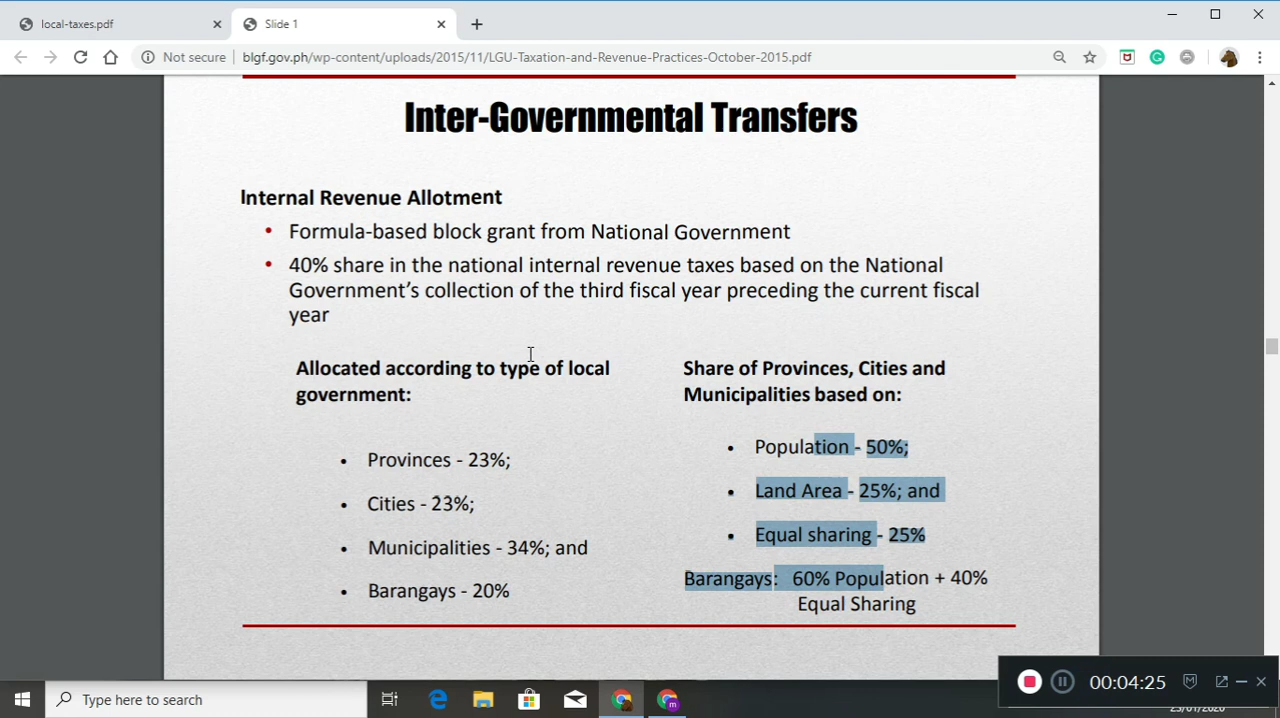 local-taxes.pdf
Slide 1
Not secure
blgf.gov.ph/wp-content/uploads/2015/11/LGU-Taxation-and-Revenue-Practices-October-2015.pdf
Inter-Governmental Transfers
Internal Revenue Allotment
• Formula-based block grant from National Government
• 40% share in the national internal revenue taxes based on the National
Government's collection of the third fiscal year preceding the current fiscal
year
Allocated according to type of local
government:
• Provinces - 23%;
• Cities - 23%;
• Municipalities - 34%; and
• Barangays - 20%
Share of Provinces, Cities and
Municipalities based on:
• Population - 50%;
• Land Area - 25%; and
• Equal sharing - 25%
Barangays: 60% Population + 40%
Equal Sharing
Type here to search
00:04:25